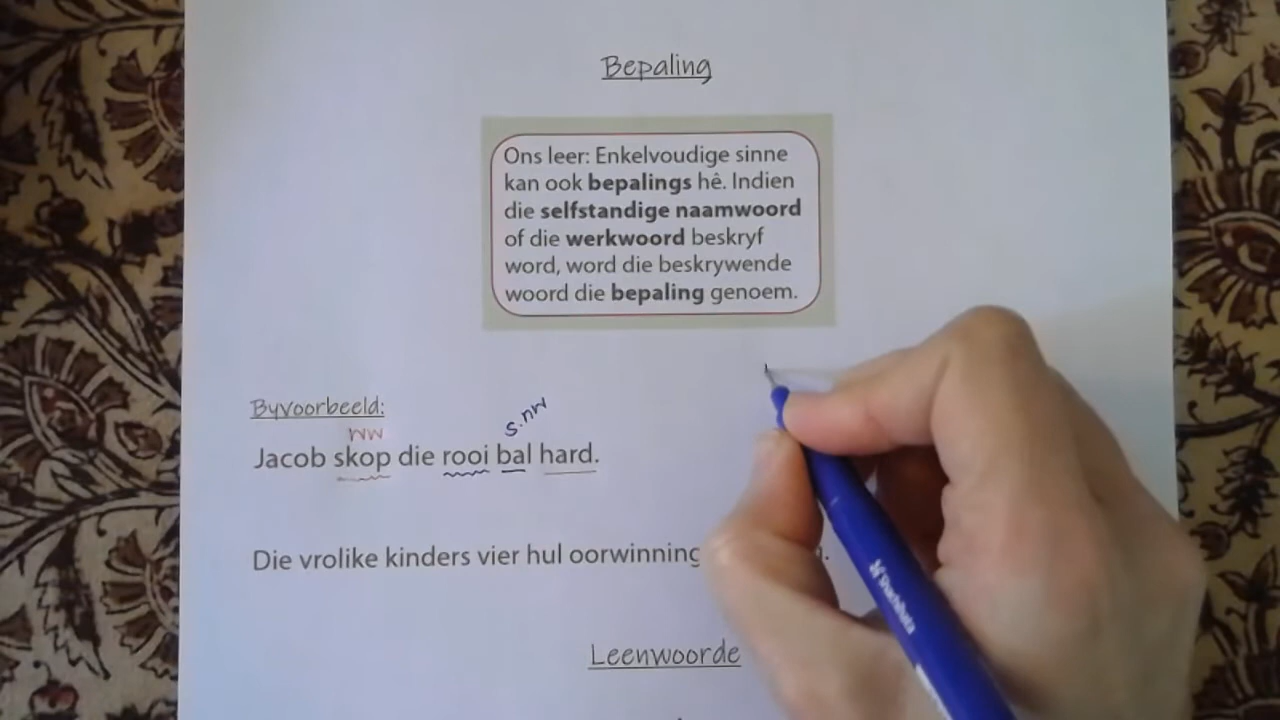 Bepaling
Ons leer: Enkelvoudige sinne
kan ook bepalings hê. Indien
die selfstandige naamwoord
of die werkwoord beskryf
word, word die beskrywende
woord die bepaling genoem.
Byvoorbeeld:
ww s.nw
Jacob skop die rooi bal hard.
Die vrolike kinders vier hul oorwinning
Leenwoorde